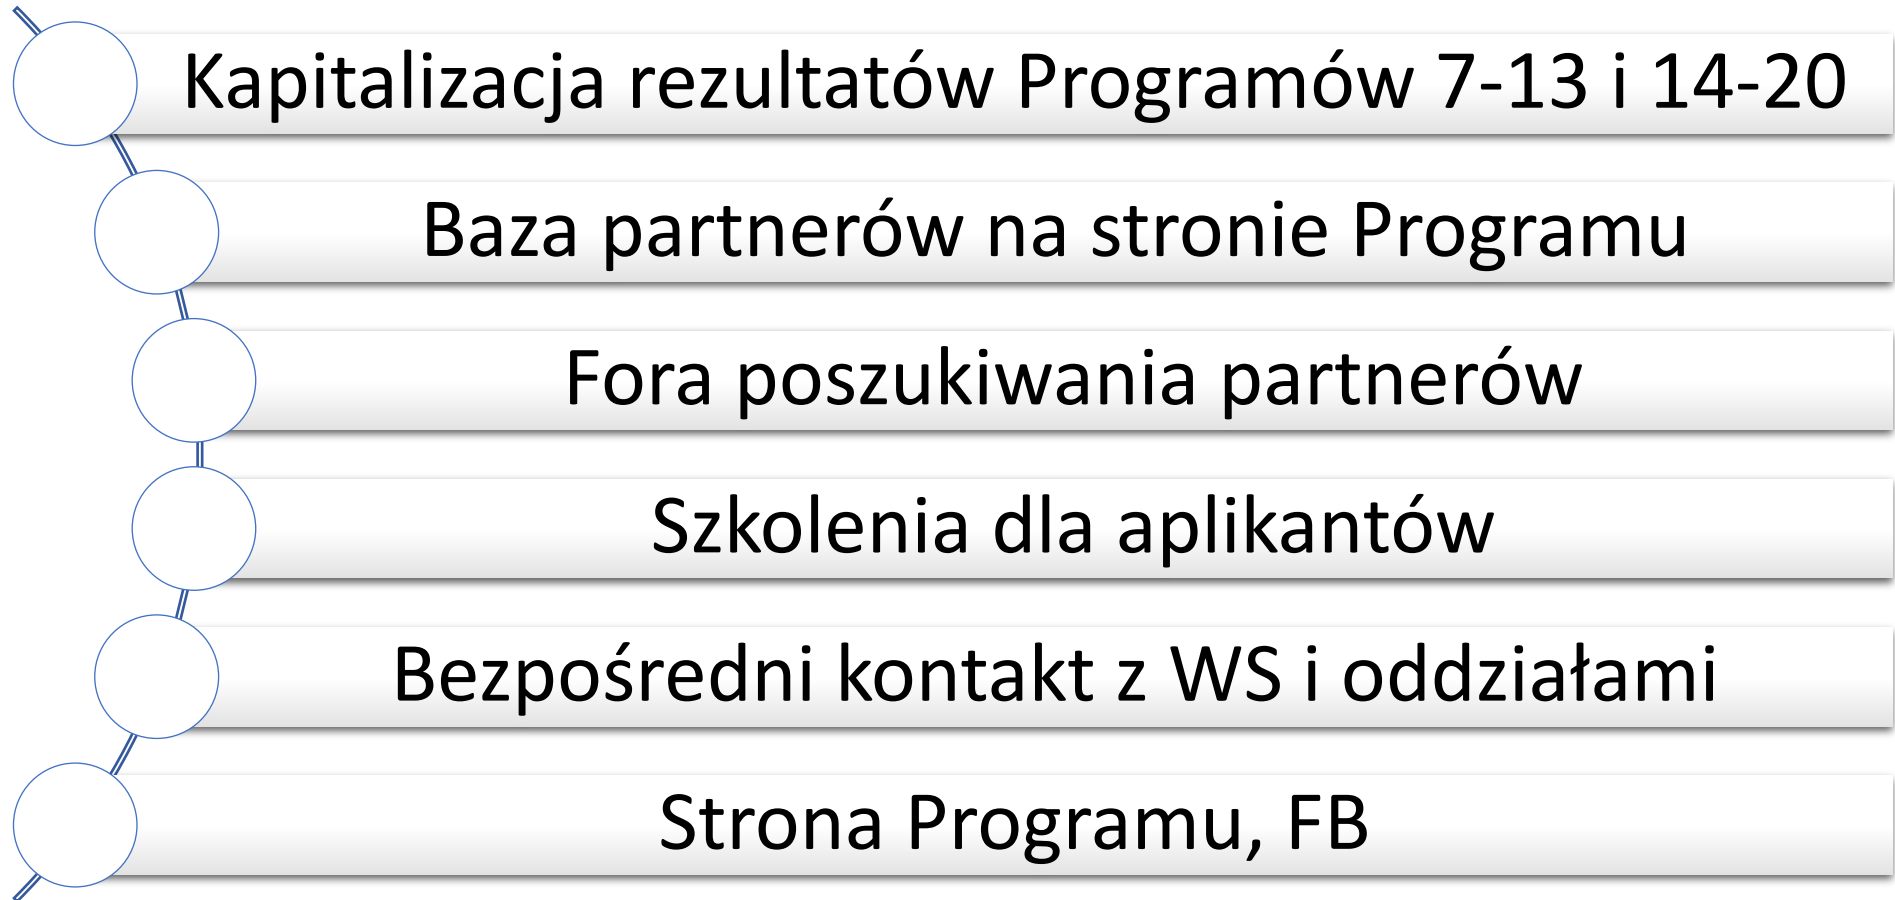 Kapitalizacja rezultatów Programów 7-13 i 14-20
Baza partnerów na stronie Programu
Fora poszukiwania partnerów
Szkolenia dla aplikantów
Bezpośredni kontakt z WS i oddziałami
Strona Programu, FB